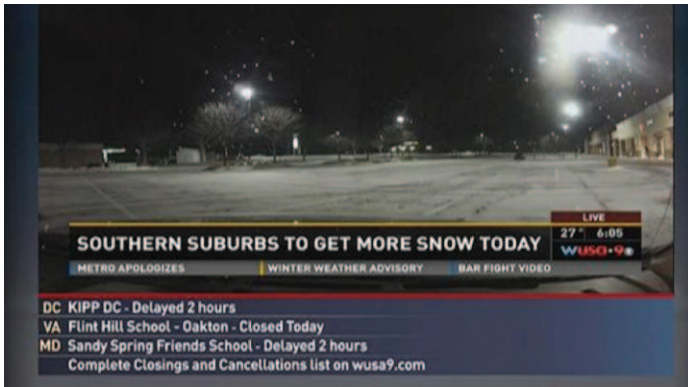 LIVE
27° 6:05
SOUTHERN SUBURBS TO GET MORE SNOW TODAY
WUSA★9
METRO APOLOGIZES
WINTER WEATHER ADVISORY
BAR FIGHT VIDEO
DC KIPP DC - Delayed 2 hours
VA Flint Hill School - Oakton - Closed Today
MD Sandy Spring Friends School - Delayed 2 hours
Complete Closings and Cancellations list on wusa9.com